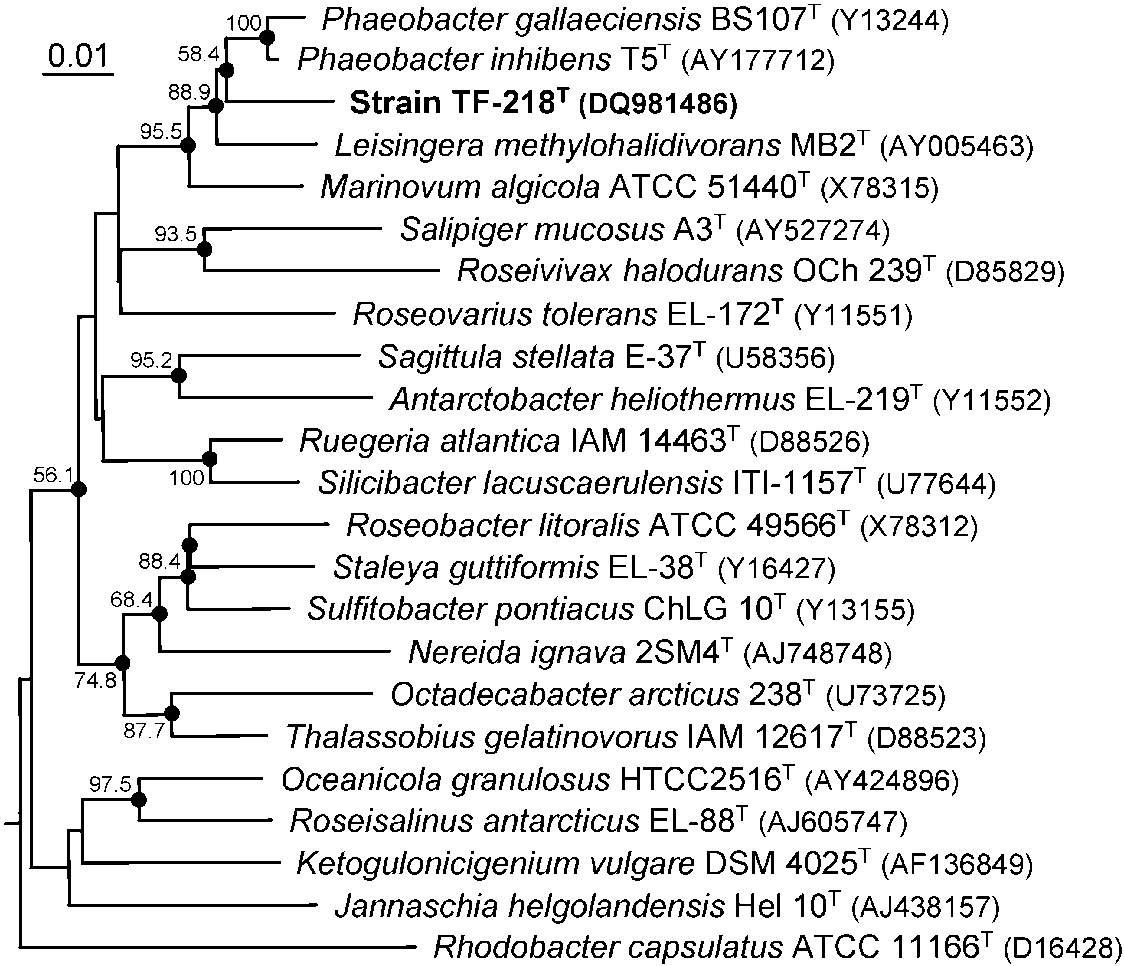 100 Phaeobacter gallaeciensis BS107ᵀ (Y13244)
0.01
58.4 Phaeobacter inhibens T5ᵀ (AY177712)
88.9 Strain TF-218ᵀ (DQ981486)
95.5 Leisingera methylohalidivorans MB2ᵀ (AY005463)
Marinovum algicola ATCC 51440ᵀ (X78315)
93.5 Salipiger mucosus A3ᵀ (AY527274)
Roseivivax halodurans OCh 239ᵀ (D85829)
Roseovarius tolerans EL-172ᵀ (Y11551)
95.2 Sagittula stellata E-37ᵀ (U58356)
Antarctobacter heliothermus EL-219ᵀ (Y11552)
Ruegeria atlantica IAM 14463ᵀ (D88526)
56.1 100 Silicibacter lacuscaerulensis ITI-1157ᵀ (U77644)
Roseobacter litoralis ATCC 49566ᵀ (X78312)
88.4 Staleya guttiformis EL-38ᵀ (Y16427)
68.4 Sulfitobacter pontiacus ChLG 10ᵀ (Y13155)
Nereida ignava 2SM4ᵀ (AJ748748)
74.8 Octadecabacter arcticus 238ᵀ (U73725)
87.7 Thalassobius gelatinovorus IAM 12617ᵀ (D88523)
97.5 Oceanicola granulosus HTCC2516ᵀ (AY424896)
Roseisalinus antarcticus EL-88ᵀ (AJ605747)
Ketogulonicigenium vulgare DSM 4025ᵀ (AF136849)
Jannaschia helgolandensis Hel 10ᵀ (AJ438157)
Rhodobacter capsulatus ATCC 11166ᵀ (D16428)